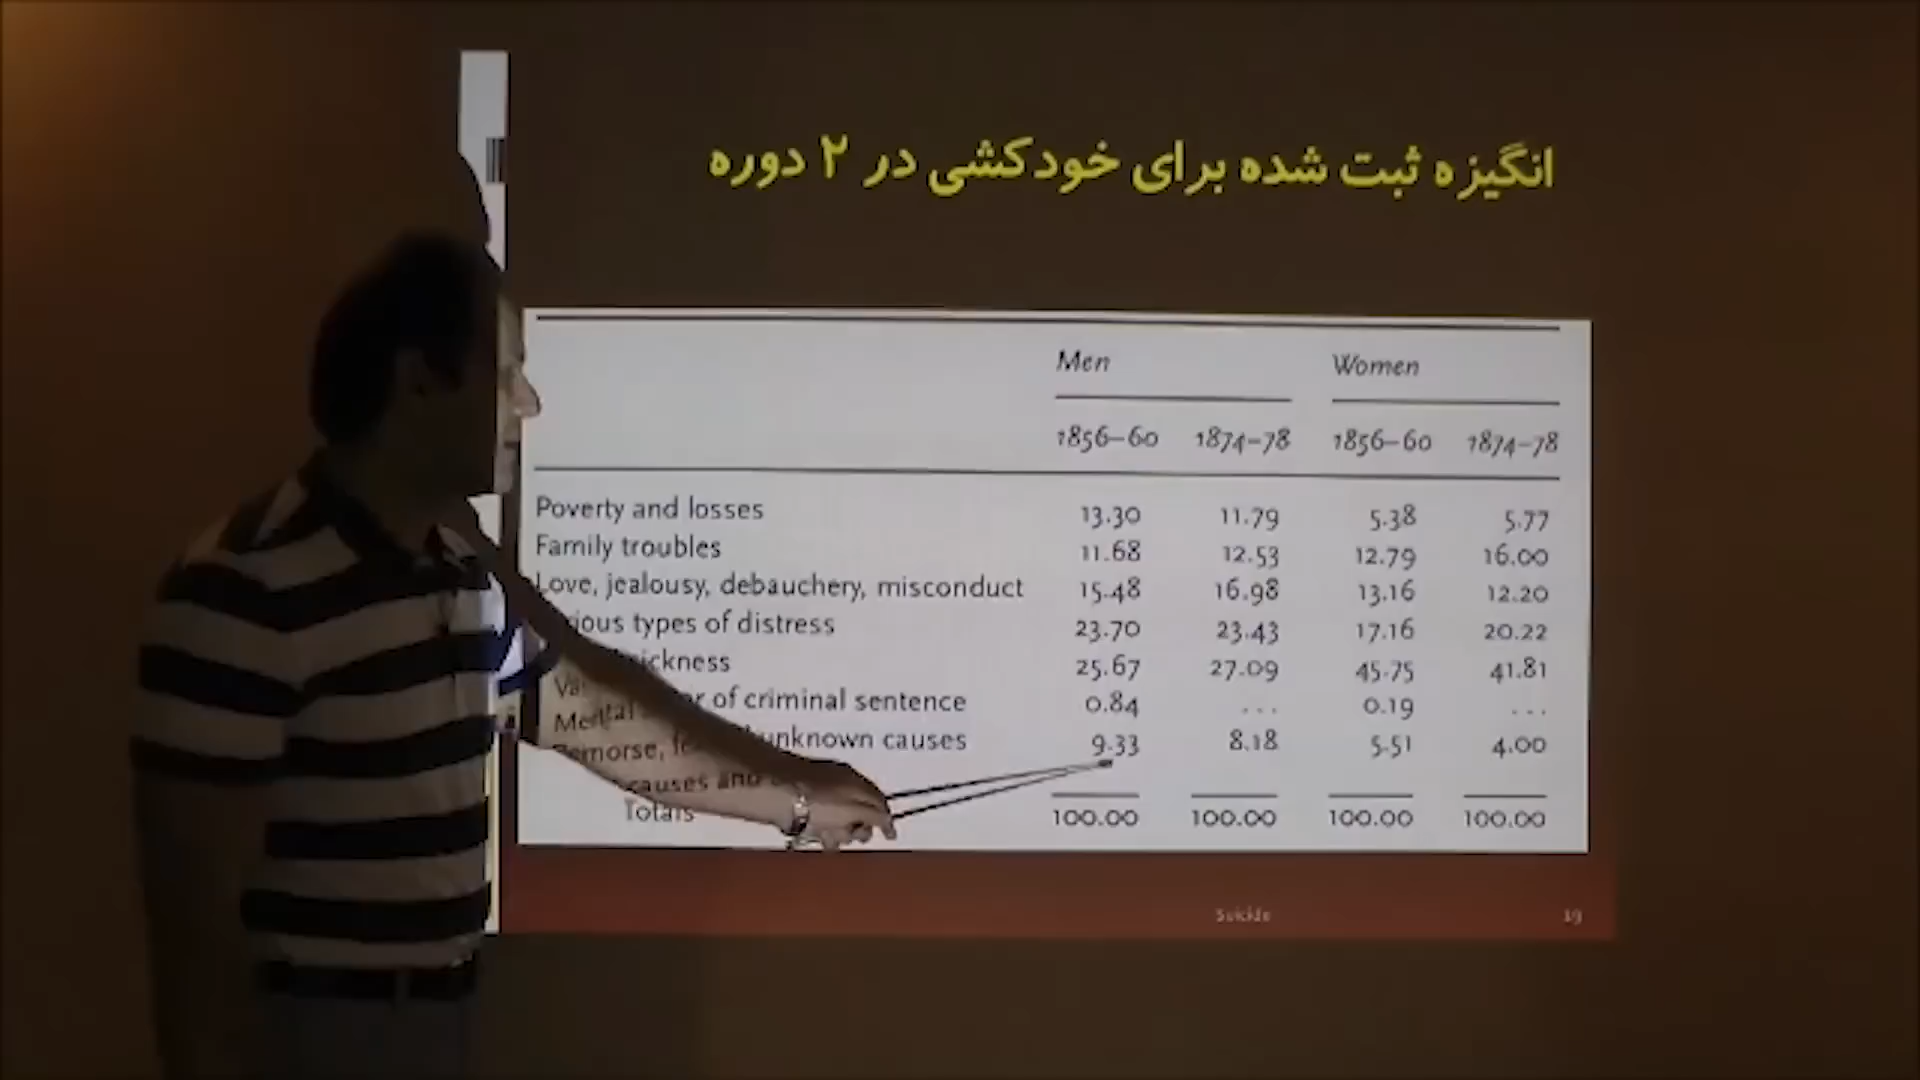 انگیزه ثبت شده برای خودکشی در ۲ دوره
Men Women
1856–60 1874–78 1856–60 1874–78
Poverty and losses 13.30 11.79 5.38 5.77
Family troubles 11.68 12.53 12.79 16.00
Love, jealousy, debauchery, misconduct 15.48 16.98 13.16 12.20
types of distress 23.70 23.43 17.16 20.22
25.67 27.09 45.75 41.81
of criminal sentence 0.84 ... 0.19 ...
unknown causes 9.33 8.18 5.51 4.00
Totals 100.00 100.00 100.00 100.00
Suicide 19